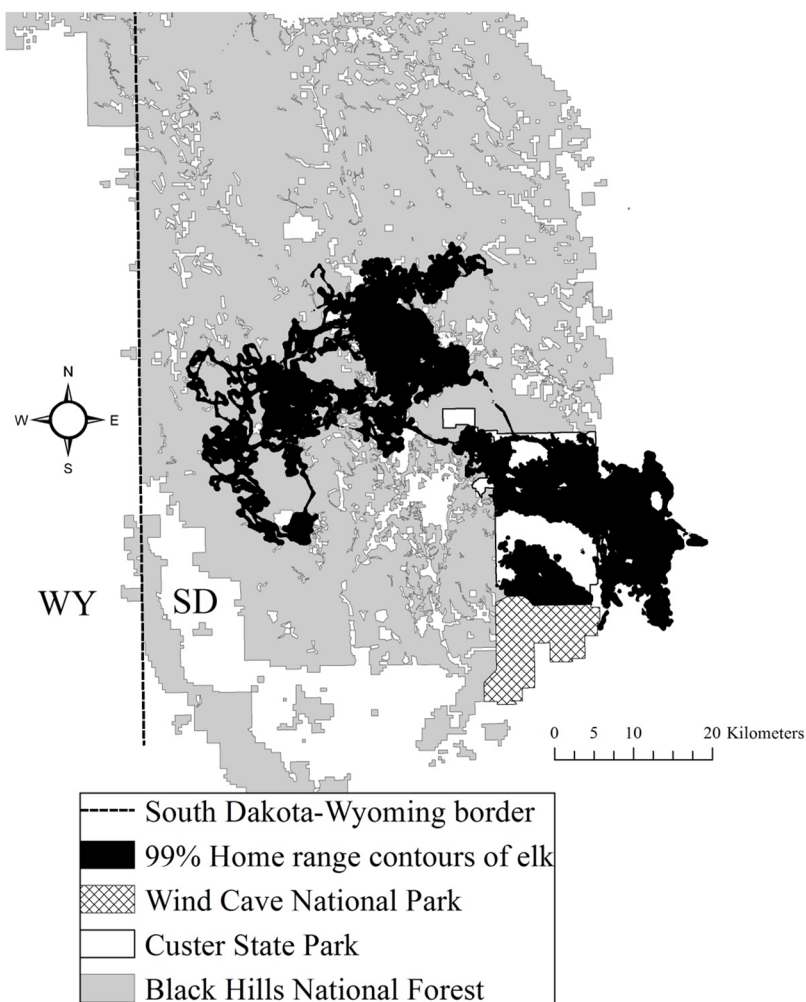 N
W E
S
WY SD
0 5 10 20 Kilometers
South Dakota-Wyoming border
99% Home range contours of elk
Wind Cave National Park
Custer State Park
Black Hills National Forest